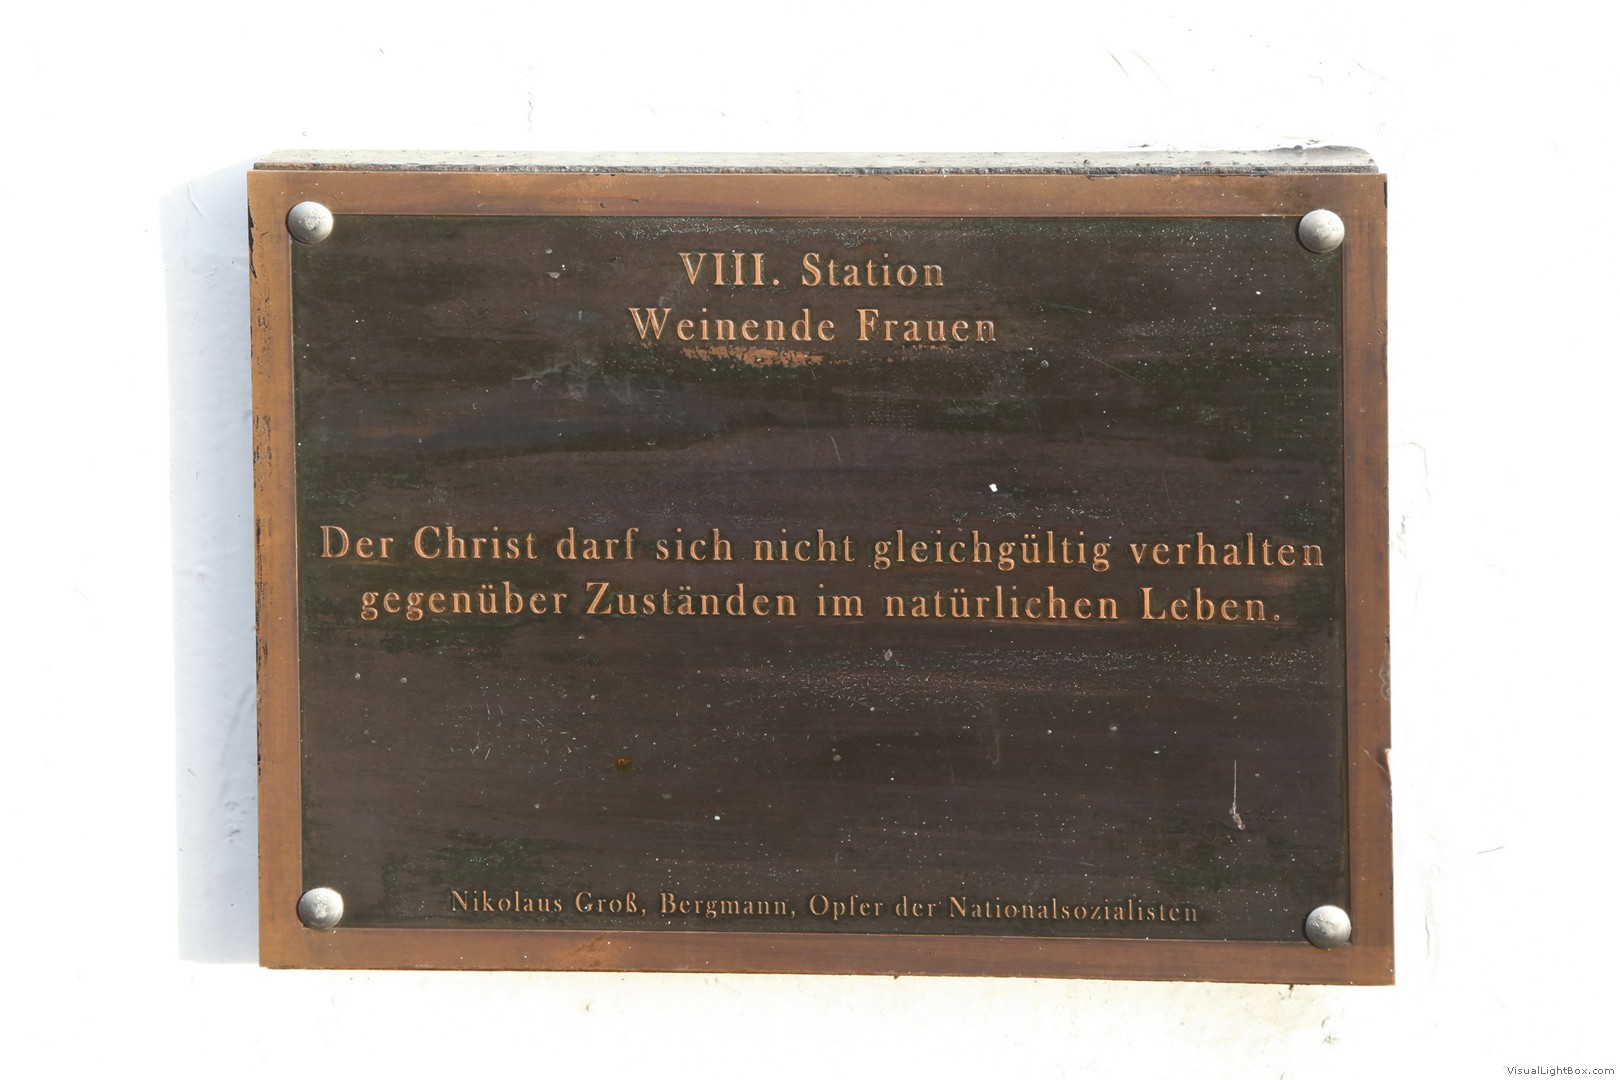 VIII. Station
Weinende Frauen
Der Christ darf sich nicht gleichgültig verhalten
gegenüber Zuständen im natürlichen Leben.
Nikolaus Groß, Bergmann, Opfer der Nationalsozialisten
VisualLightBox.com